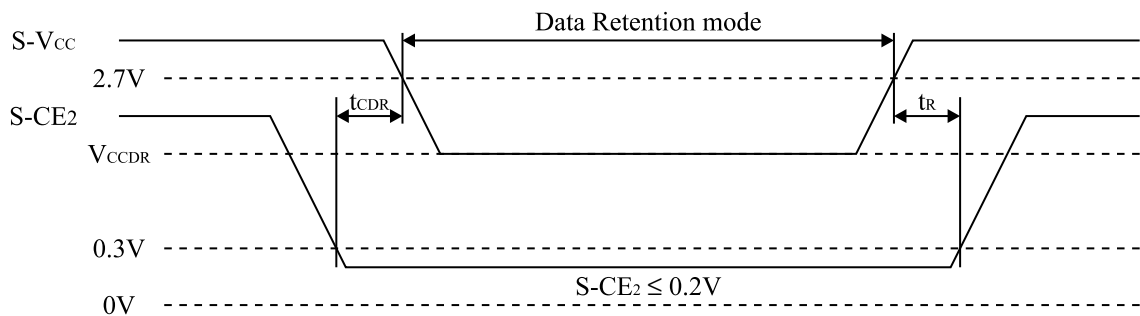 Data Retention mode
S-VCC
2.7V
tCDR
tR
S-CE2
VCCDR
0.3V
S-CE2 ≤ 0.2V
0V